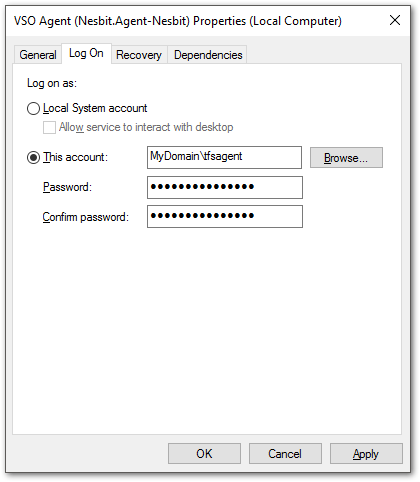 VSO Agent (Nesbit.Agent-Nesbit) Properties (Local Computer)
General Log On Recovery Dependencies
Log on as:
Local System account
Allow service to interact with desktop
This account: MyDomain\tfsagent Browse...
Password: ●●●●●●●●●●●●●●●
Confirm password: ●●●●●●●●●●●●●●●
OK Cancel Apply